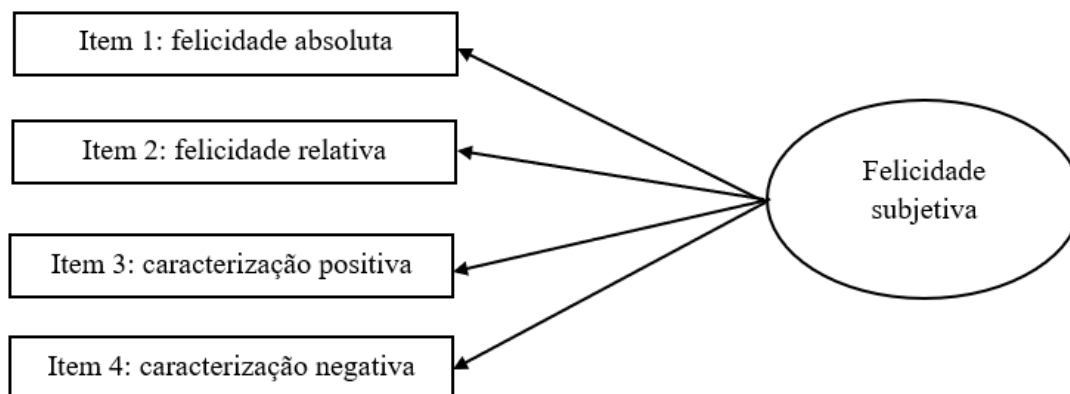 Item 1: felicidade absoluta
Item 2: felicidade relativa
Felicidade
subjetiva
Item 3: caracterização positiva
Item 4: caracterização negativa